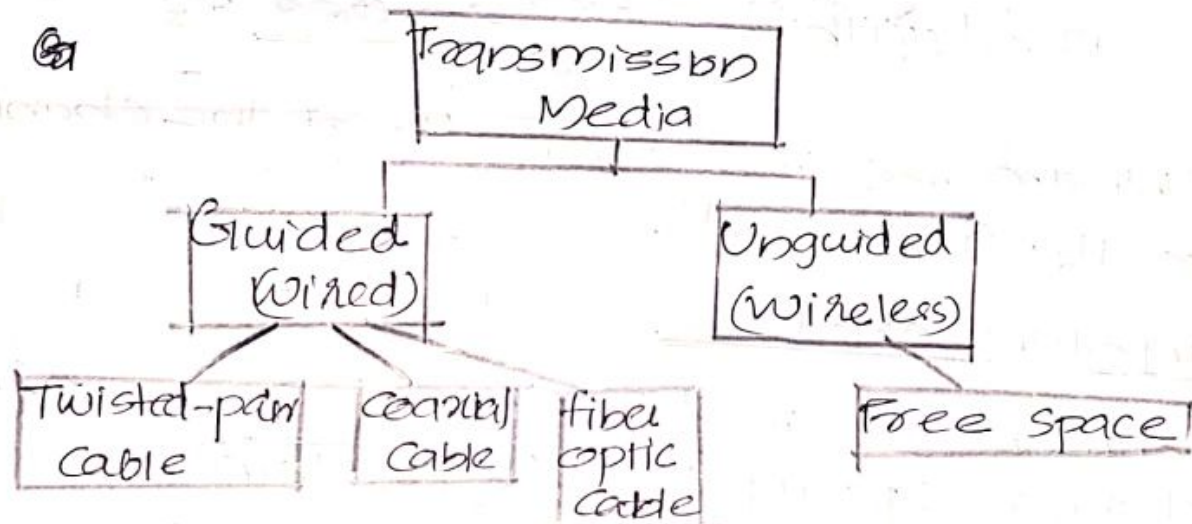 Transmission
Media
Guided
(wired)
Unguided
(wireless)
Twisted-pair
cable
coaxial
cable
fiber
optic
cable
Free space